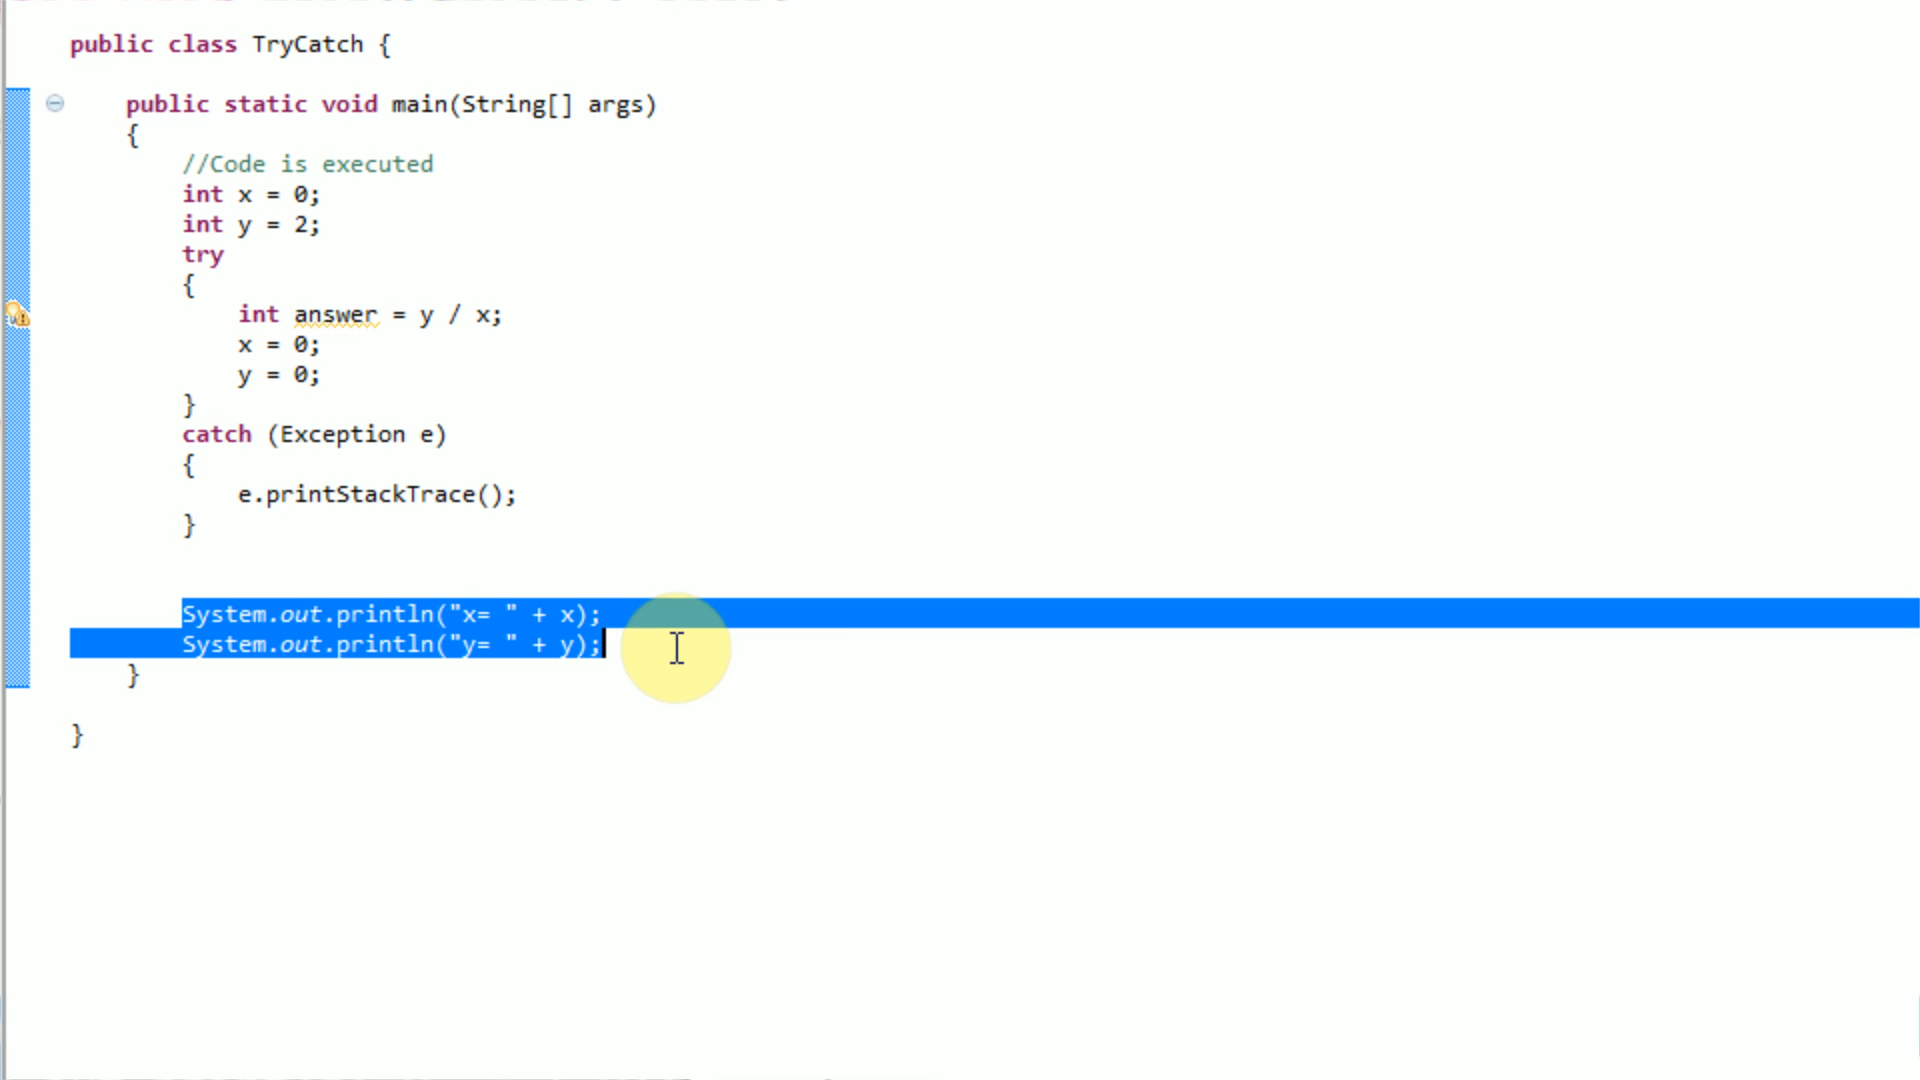 public class TryCatch {
public static void main(String[] args)
{
//Code is executed
int x = 0;
int y = 2;
try
{
int answer = y / x;
x = 0;
y = 0;
}
catch (Exception e)
{
e.printStackTrace();
}
System.out.println("x= " + x);
System.out.println("y= " + y);
}
}